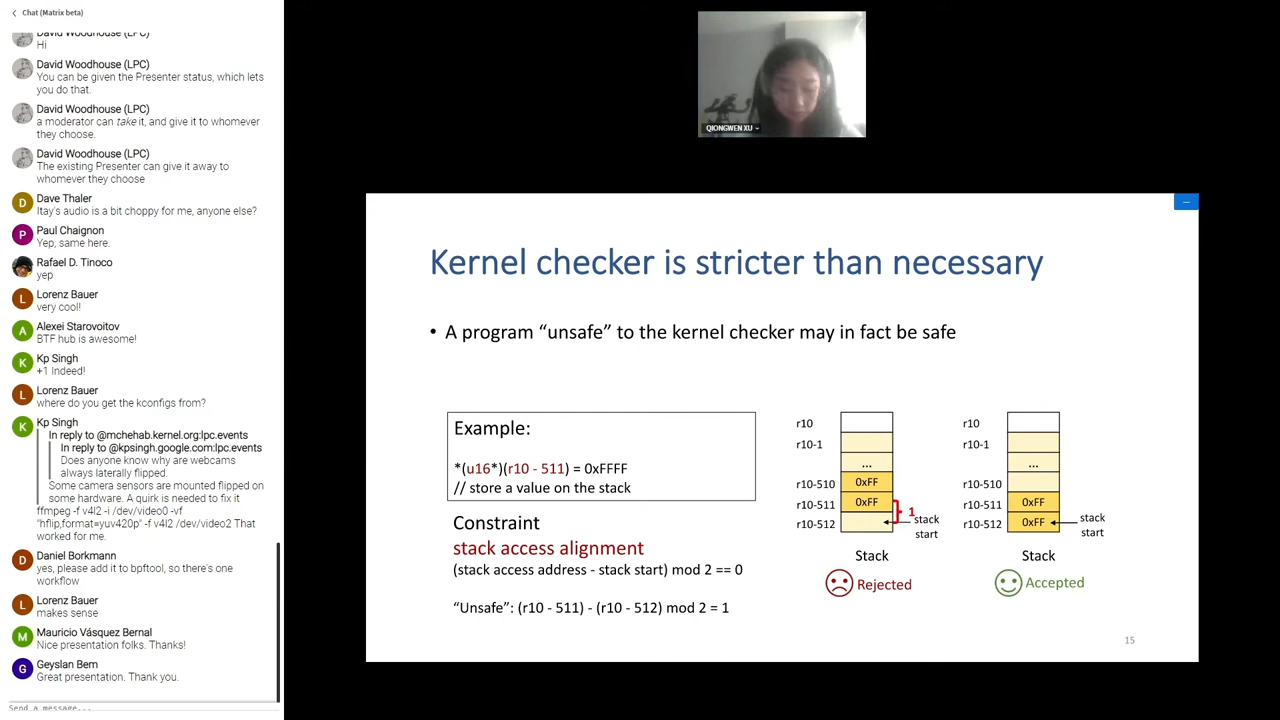 Chat (Matrix beta)
David Woodhouse (LPC)
Hi
David Woodhouse (LPC)
You can be given the Presenter status, which lets
you do that.
David Woodhouse (LPC)
a moderator can take it, and give it to whomever
they choose.
David Woodhouse (LPC)
The existing Presenter can give it away to
whomever they choose
D
Dave Thaler
Itay's audio is a bit choppy for me, anyone else?
P
Paul Chaignon
Yep, same here.
Rafael D. Tinoco
yep
L
Lorenz Bauer
very cool!
A
Alexei Starovoitov
BTF hub is awesome!
K
Kp Singh
+1 Indeed!
L
Lorenz Bauer
where do you get the kconfigs from?
K
Kp Singh
In reply to @mchehab.kernel.org:lpc.events
In reply to @kpsingh.google.com:lpc.events
Does anyone know why are webcams
always laterally flipped.
Some camera sensors are mounted flipped on
some hardware. A quirk is needed to fix it
ffmpeg -f v4l2 -i /dev/video0 -vf
"hflip,format=yuv420p" -f v4l2 /dev/video2 That
worked for me.
D
Daniel Borkmann
yes, please add it to bpftool, so there's one
workflow
L
Lorenz Bauer
makes sense
M
Mauricio Vásquez Bernal
Nice presentation folks. Thanks!
G
Geyslan Bem
Great presentation. Thank you.
Send a message...
QIONGWEN XU
Kernel checker is stricter than necessary
• A program “unsafe” to the kernel checker may in fact be safe
Example:
*(u16*)(r10 - 511) = 0xFFFF
// store a value on the stack
Constraint
stack access alignment
(stack access address - stack start) mod 2 == 0
“Unsafe”: (r10 - 511) - (r10 - 512) mod 2 = 1
r10
r10-1
...
r10-510 0xFF
r10-511 0xFF
1
r10-512
stack
start
Stack
Rejected
r10
r10-1
...
r10-510
r10-511 0xFF
r10-512 0xFF
stack
start
Stack
Accepted
15